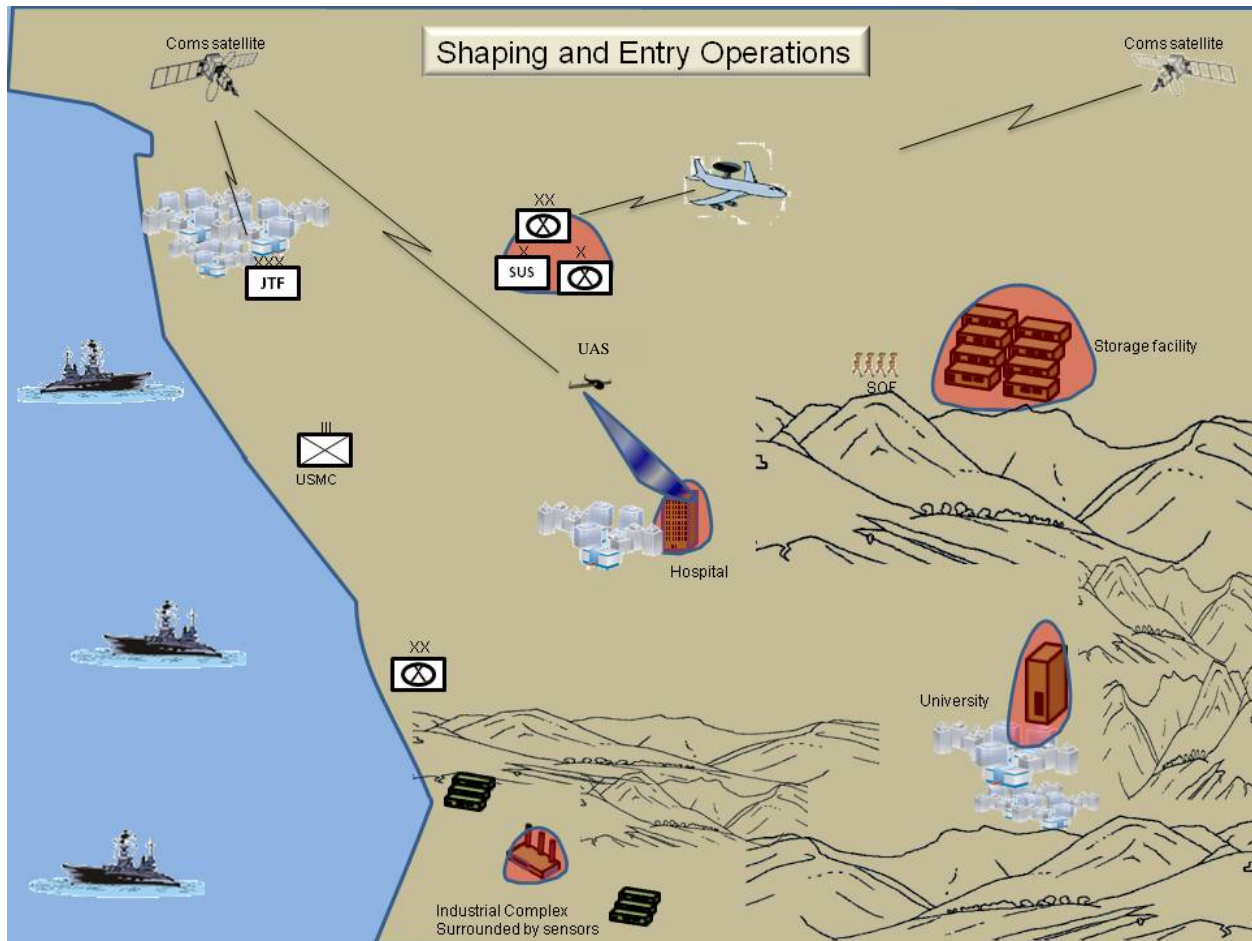 Shaping and Entry Operations
Coms satellite
Coms satellite
XX
X
X
SUS
XXX
JTF
UAS
Storage facility
SOF
III
USMC
Hospital
XX
University
Industrial Complex
Surrounded by sensors